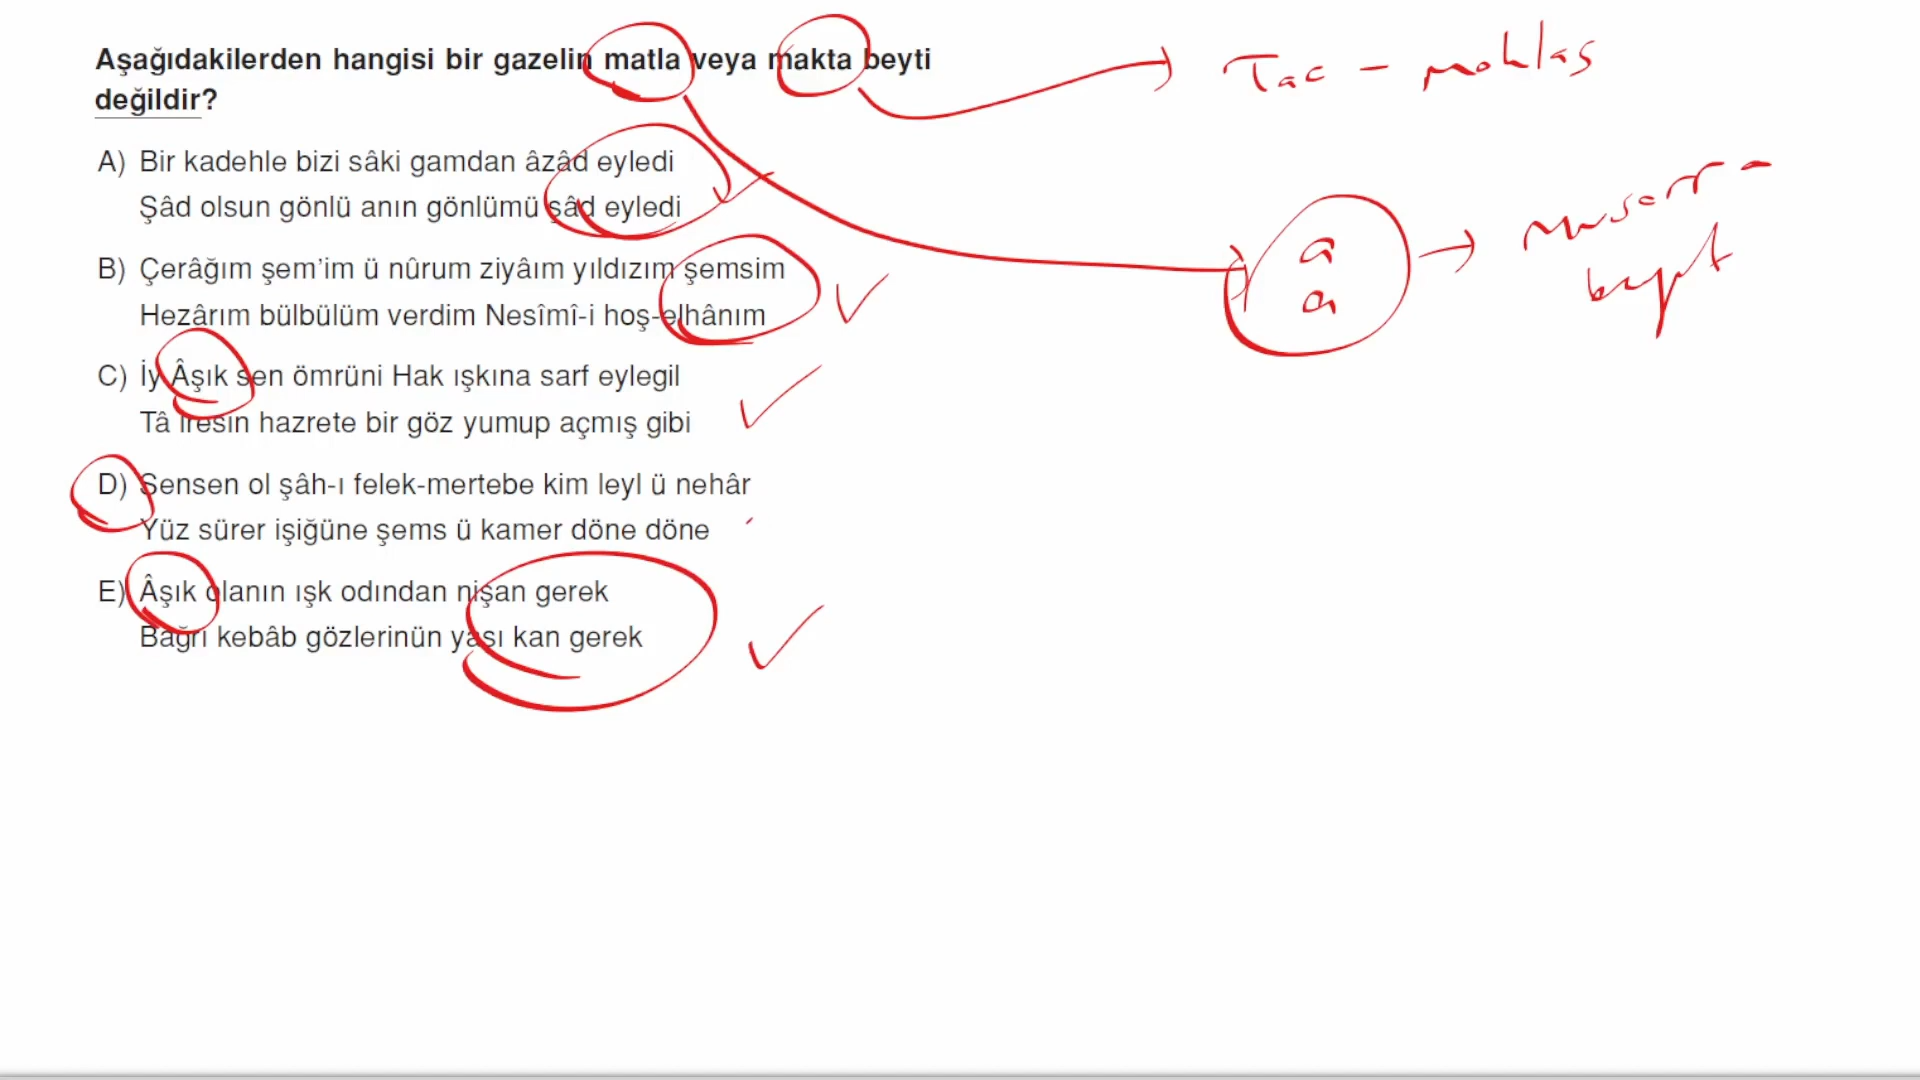 Aşağıdakilerden hangisi bir gazelin matla veya makta beyti
değildir?
Tac - mahlas
A) Bir kadehle bizi sâki gamdan âzâd eyledi
Şâd olsun gönlü anın gönlümü şâd eyledi
B) Çerâğım şem’im ü nûrum ziyâım yıldızım şemsim
Hezârım bülbülüm verdim Nesîmî-i hoş-elhânım
C) İy Âşık sen ömrüni Hak ışkına sarf eylegil
Tâ iresin hazrete bir göz yumup açmış gibi
D) Sensen ol şâh-ı felek-mertebe kim leyl ü nehâr
Yüz sürer işiğüne şems ü kamer döne döne
E) Âşık olanın ışk odından nişan gerek
Bağrı kebâb gözlerinün yaşı kan gerek
a
a
Musarra -
beyit